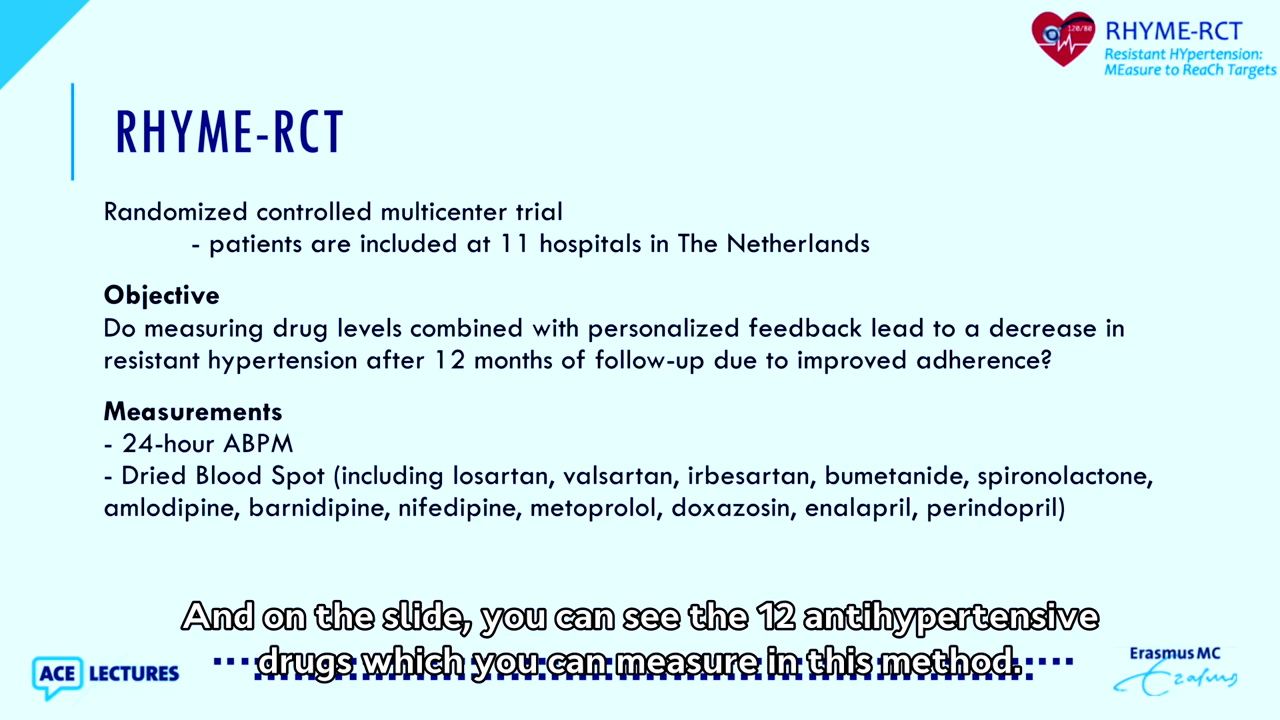 120/80
RHYME-RCT
Resistant HYpertension:
MEasure to ReaCh Targets
RHYME-RCT
Randomized controlled multicenter trial
- patients are included at 11 hospitals in The Netherlands
Objective
Do measuring drug levels combined with personalized feedback lead to a decrease in
resistant hypertension after 12 months of follow-up due to improved adherence?
Measurements
- 24-hour ABPM
- Dried Blood Spot (including losartan, valsartan, irbesartan, bumetanide, spironolactone,
amlodipine, barnidipine, nifedipine, metoprolol, doxazosin, enalapril, perindopril)
And on the slide, you can see the 12 antihypertensive
drugs which you can measure in this method.
ACE LECTURES
Erasmus MC
Erasmus